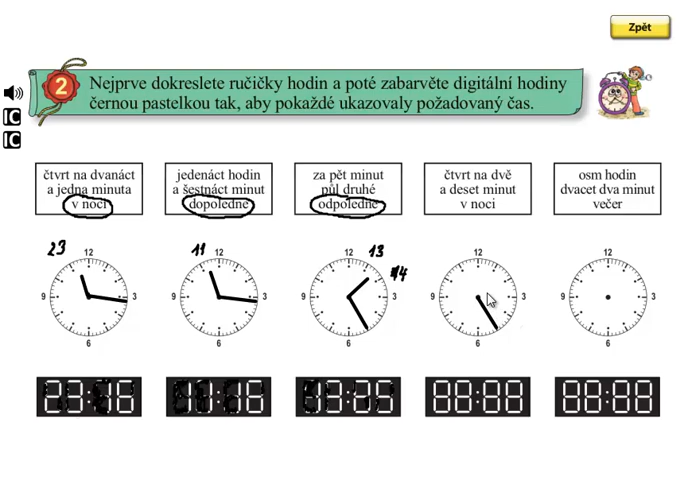 Zpět
2 Nejprve dokreslete ručičky hodin a poté zabarvěte digitální hodiny
černou pastelkou tak, aby pokaždé ukazovaly požadovaný čas.
čtvrt na dvanáct
a jedna minuta
v noci
jedenáct hodin
a šestnáct minut
dopoledne
za pět minut
půl druhé
odpoledne
čtvrt na dvě
a deset minut
v noci
osm hodin
dvacet dva minut
večer
23 11 13
14
12 12 12 12 12
9 3 9 3 9 3 9 3 9 3
6 6 6 6 6
23:16 11:16 13:25 88:88 88:88